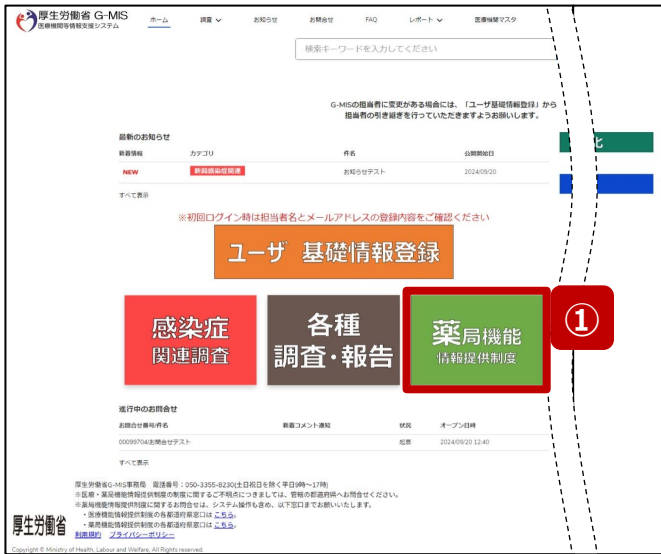 厚生労働省 G-MIS
医療機関等情報支援システム
ホーム 調査 お知らせ お問合せ FAQ レポート 医療機関マスタ
検索キーワードを入力してください
G-MISの担当者に変更がある場合には、「ユーザ基礎情報登録」から
担当者の引き継ぎを行っていただきますようお願いします。
化
最新のお知らせ
新着情報 カテゴリ 件名 公開開始日
NEW 新興感染症関連 お知らせテスト 2024/09/20
すべて表示
※初回ログイン時は担当者名とメールアドレスの登録内容をご確認ください
ユーザ 基礎情報登録
感染症
関連調査
各種
調査・報告
薬局機能
情報提供制度
①
進行中のお問合せ
お問合せ番号/件名 新着コメント通知 状況 オープン日時
00099704/お問合せテスト 起票 2024/09/20 12:40
すべて表示
厚生労働省G-MIS事務局 電話番号：050-3355-8230(土日祝日を除く平日9時～17時)
※医療・薬局機能情報提供制度の制度に関するご不明点につきましては、管轄の都道府県へお問合せください。
※薬局機能情報提供制度に関するお問合せは、システム操作も含め、以下窓口までお願いいたします。
・医療機能情報提供制度の各都道府県窓口は こちら。
・薬局機能情報提供制度の各都道府県窓口は こちら。
厚生労働省
利用規約 プライバシーポリシー
Copyright © Ministry of Health, Labour and Welfare, All Rights reserved.